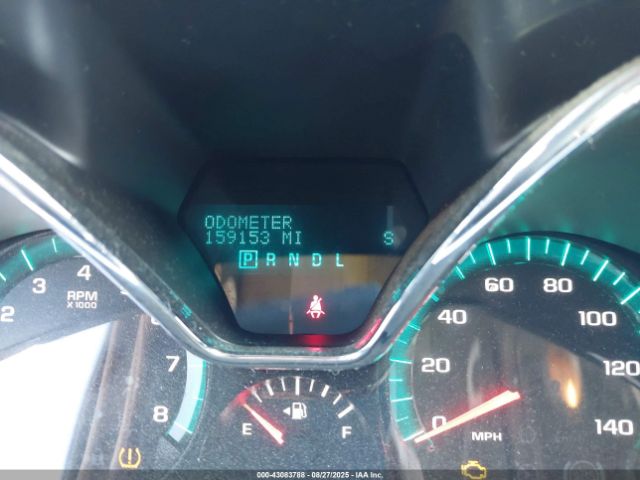 ODOMETER
159153 MI S
P R N D L
2 3 4 7 8
RPM
X1000
E F
0 20 40 60 80 100 120 140
MPH
000-43083788 - 08/27/2025 - IAA Inc.